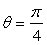 θ = π/4